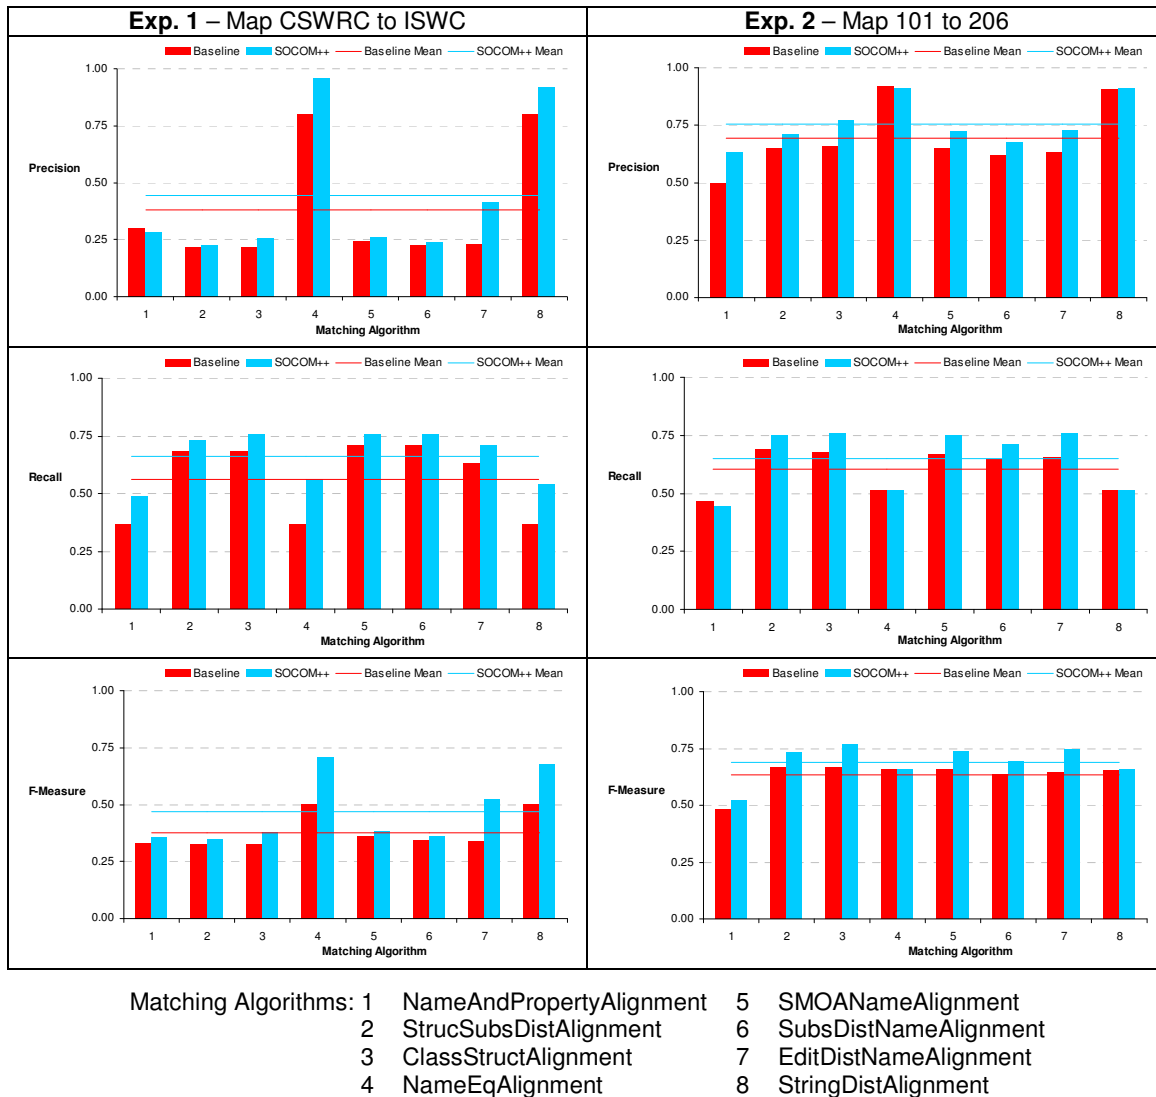 Exp. 1 – Map CSWRC to ISWC
Exp. 2 – Map 101 to 206
Baseline SOCOM++ Baseline Mean SOCOM++ Mean
1.00
0.75
Precision
0.50
0.25
0.00
1 2 3 4 5 6 7 8
Matching Algorithm
Baseline SOCOM++ Baseline Mean SOCOM++ Mean
1.00
0.75
Precision
0.50
0.25
0.00
1 2 3 4 5 6 7 8
Matching Algorithm
Baseline SOCOM++ Baseline Mean SOCOM++ Mean
1.00
0.75
Recall
0.50
0.25
0.00
1 2 3 4 5 6 7 8
Matching Algorithm
Baseline SOCOM++ Baseline Mean SOCOM++ Mean
1.00
0.75
Recall
0.50
0.25
0.00
1 2 3 4 5 6 7 8
Matching Algorithm
Baseline SOCOM++ Baseline Mean SOCOM++ Mean
1.00
0.75
F-Measure
0.50
0.25
0.00
1 2 3 4 5 6 7 8
Matching Algorithm
Baseline SOCOM++ Baseline Mean SOCOM++ Mean
1.00
0.75
F-Measure
0.50
0.25
0.00
1 2 3 4 5 6 7 8
Matching Algorithm
Matching Algorithms: 1 NameAndPropertyAlignment 5 SMOANameAlignment
2 StrucSubsDistAlignment 6 SubsDistNameAlignment
3 ClassStructAlignment 7 EditDistNameAlignment
4 NameEqAlignment 8 StringDistAlignment